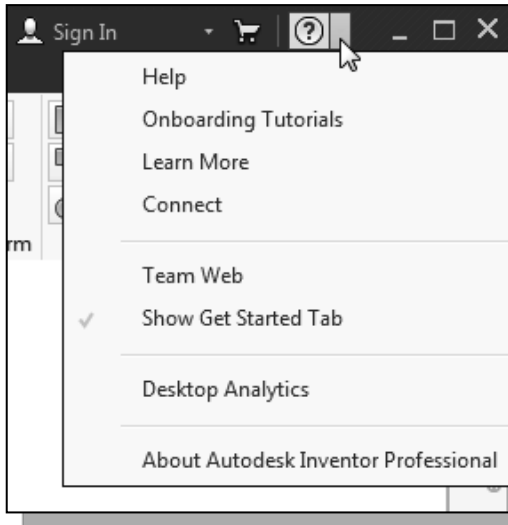 Sign In
Help
Onboarding Tutorials
Learn More
Connect
rm
Team Web
Show Get Started Tab
Desktop Analytics
About Autodesk Inventor Professional